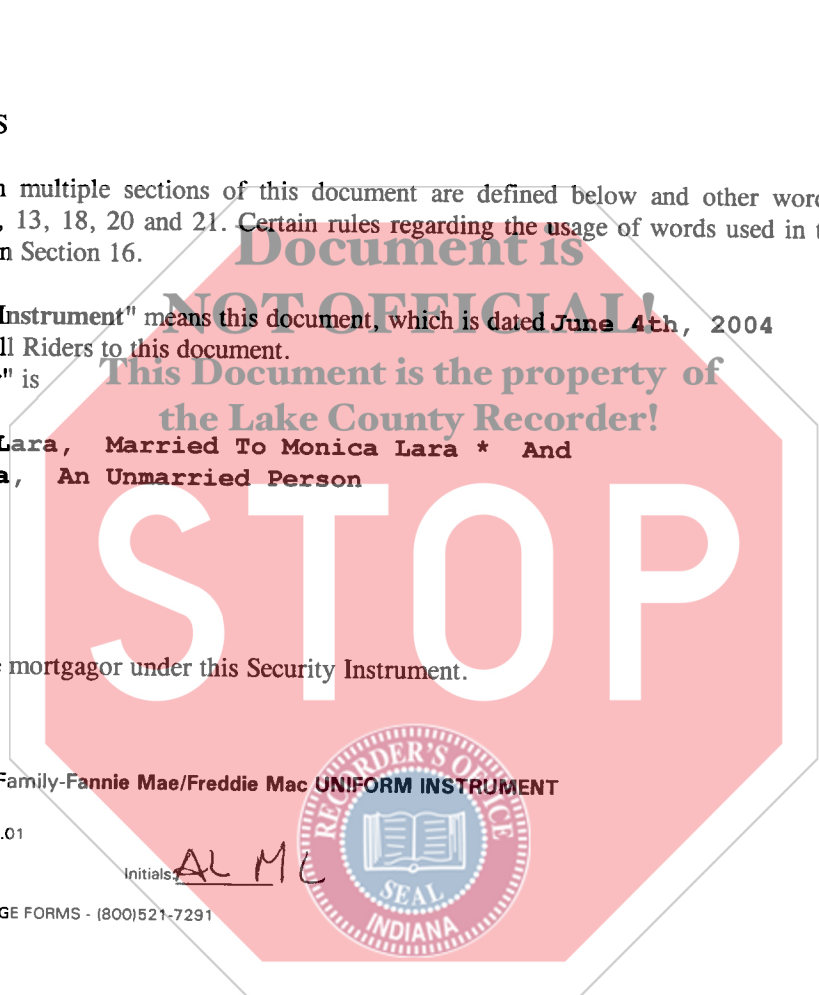 S
n multiple sections of this document are defined below and other word
, 13, 18, 20 and 21. Certain rules regarding the usage of words used in t
n Section 16.
Document is
NOT OFFICIAL!
Instrument" means this document, which is dated June 4th, 2004
ll Riders to this document.
" is
This Document is the property of
the Lake County Recorder!
Lara, Married To Monica Lara * And
a, An Unmarried Person
STOP
e mortgagor under this Security Instrument.
Family-Fannie Mae/Freddie Mac UNIFORM INSTRUMENT
.01
Initials: AL ML
GE FORMS - (800)521-7291
RECORDER'S OFFICE
SEAL
INDIANA